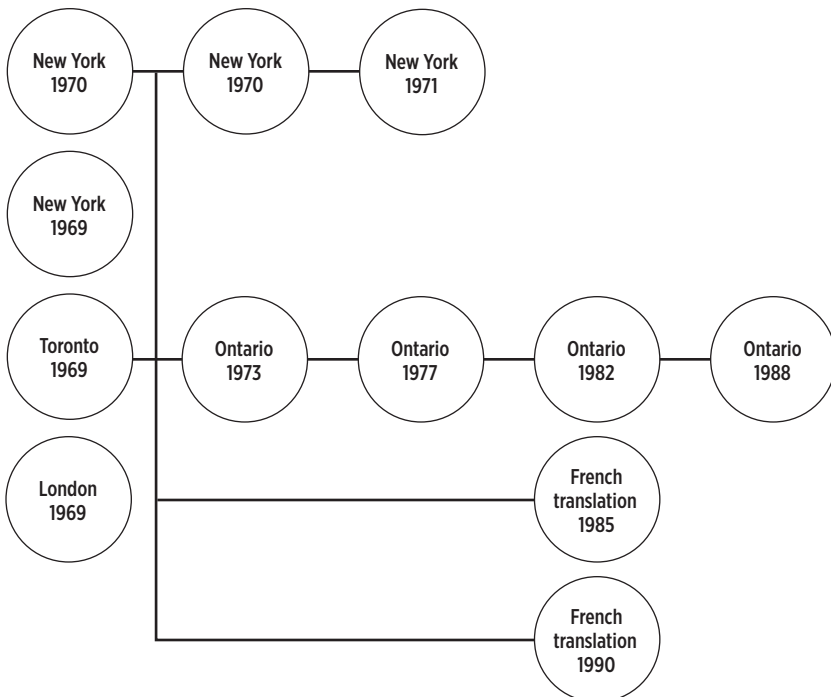 New York
1970
New York
1970
New York
1971
New York
1969
Toronto
1969
Ontario
1973
Ontario
1977
Ontario
1982
Ontario
1988
London
1969
French
translation
1985
French
translation
1990